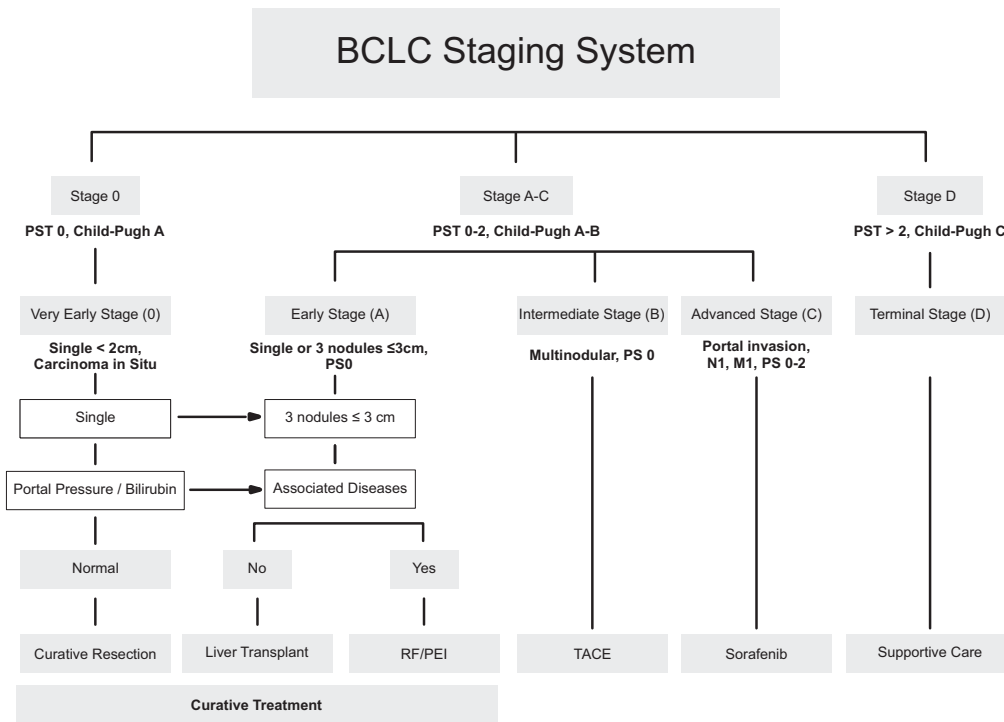 BCLC Staging System
Stage 0
Stage A-C
Stage D
PST 0, Child-Pugh A
PST 0-2, Child-Pugh A-B
PST > 2, Child-Pugh C
Very Early Stage (0)
Early Stage (A)
Intermediate Stage (B)
Advanced Stage (C)
Terminal Stage (D)
Single < 2cm,
Carcinoma in Situ
Single or 3 nodules ≤3cm,
PS0
Multinodular, PS 0
Portal invasion,
N1, M1, PS 0-2
Single
3 nodules ≤ 3 cm
Portal Pressure / Bilirubin
Associated Diseases
Normal
No
Yes
Curative Resection
Liver Transplant
RF/PEI
TACE
Sorafenib
Supportive Care
Curative Treatment